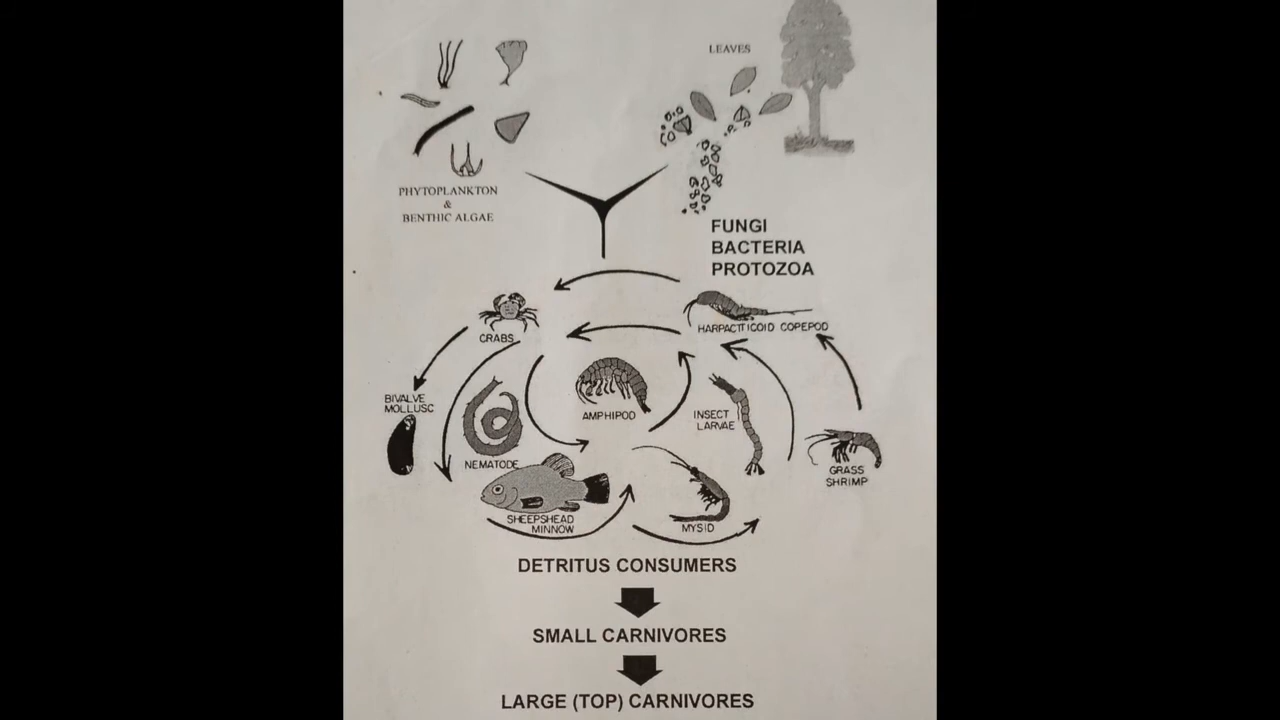 LEAVES
PHYTOPLANKTON
&
BENTHIC ALGAE
FUNGI
BACTERIA
PROTOZOA
CRABS
HARPACTICOID COPEPOD
BIVALVE
MOLLUSC
AMPHIPOD
INSECT
LARVAE
NEMATODE
GRASS
SHRIMP
SHEEPSHEAD
MINNOW
MYSID
DETRITUS CONSUMERS
SMALL CARNIVORES
LARGE (TOP) CARNIVORES